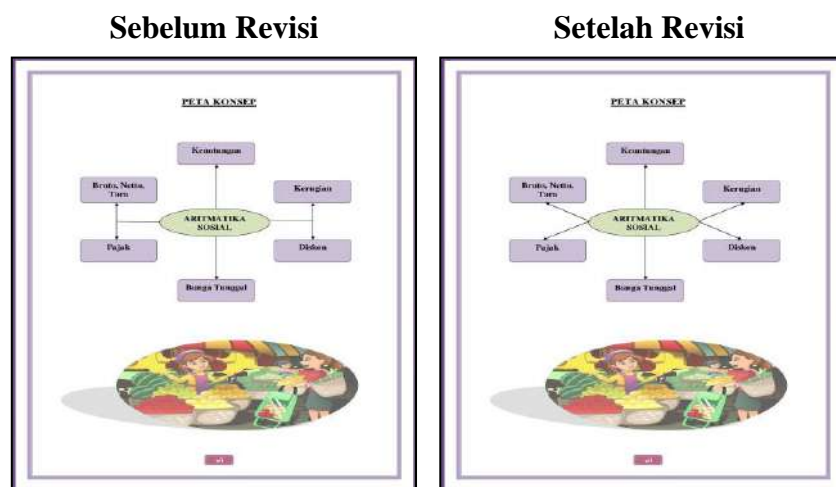 Sebelum Revisi
Setelah Revisi
PETA KONSEP
Keuntungan
Bruto, Netto,
Tara
Kerugian
ARITMATIKA
SOSIAL
Pajak
Diskon
Bunga Tunggal
PETA KONSEP
Keuntungan
Bruto, Netto,
Tara
Kerugian
ARITMATIKA
SOSIAL
Pajak
Diskon
Bunga Tunggal